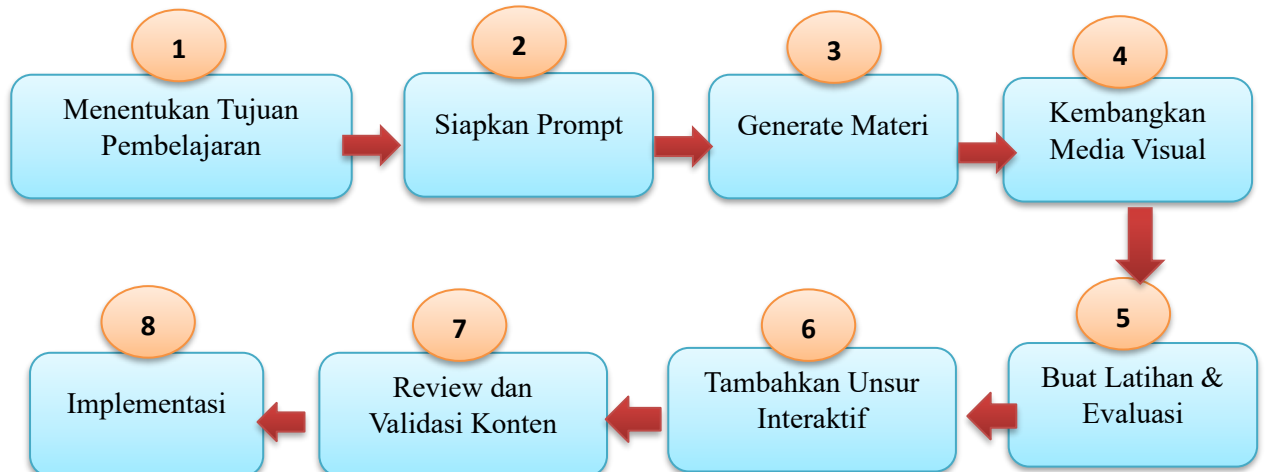 1
Menentukan Tujuan
Pembelajaran
2
Siapkan Prompt
3
Generate Materi
4
Kembangkan
Media Visual
5
Buat Latihan &
Evaluasi
6
Tambahkan Unsur
Interaktif
7
Review dan
Validasi Konten
8
Implementasi